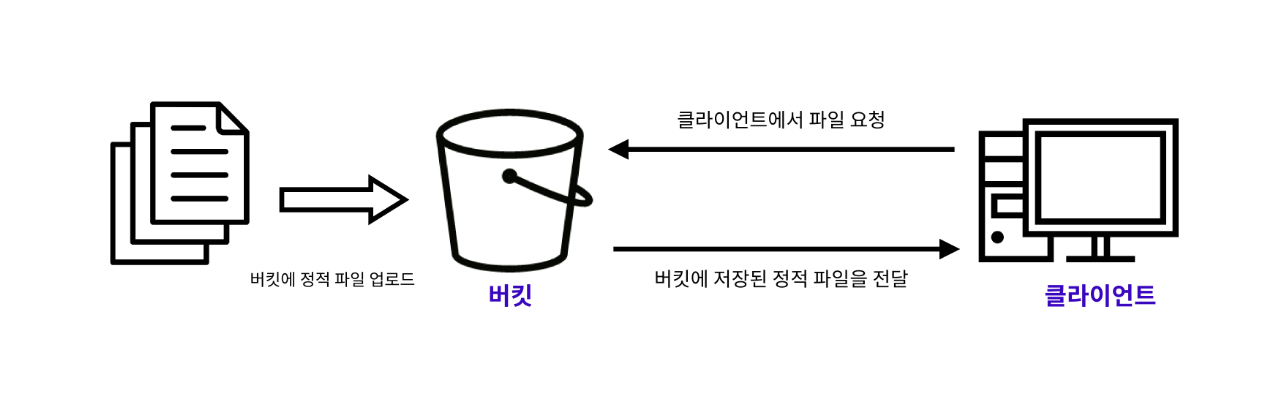 클라이언트에서 파일 요청
버킷에 정적 파일 업로드
버킷에 저장된 정적 파일을 전달
버킷
클라이언트